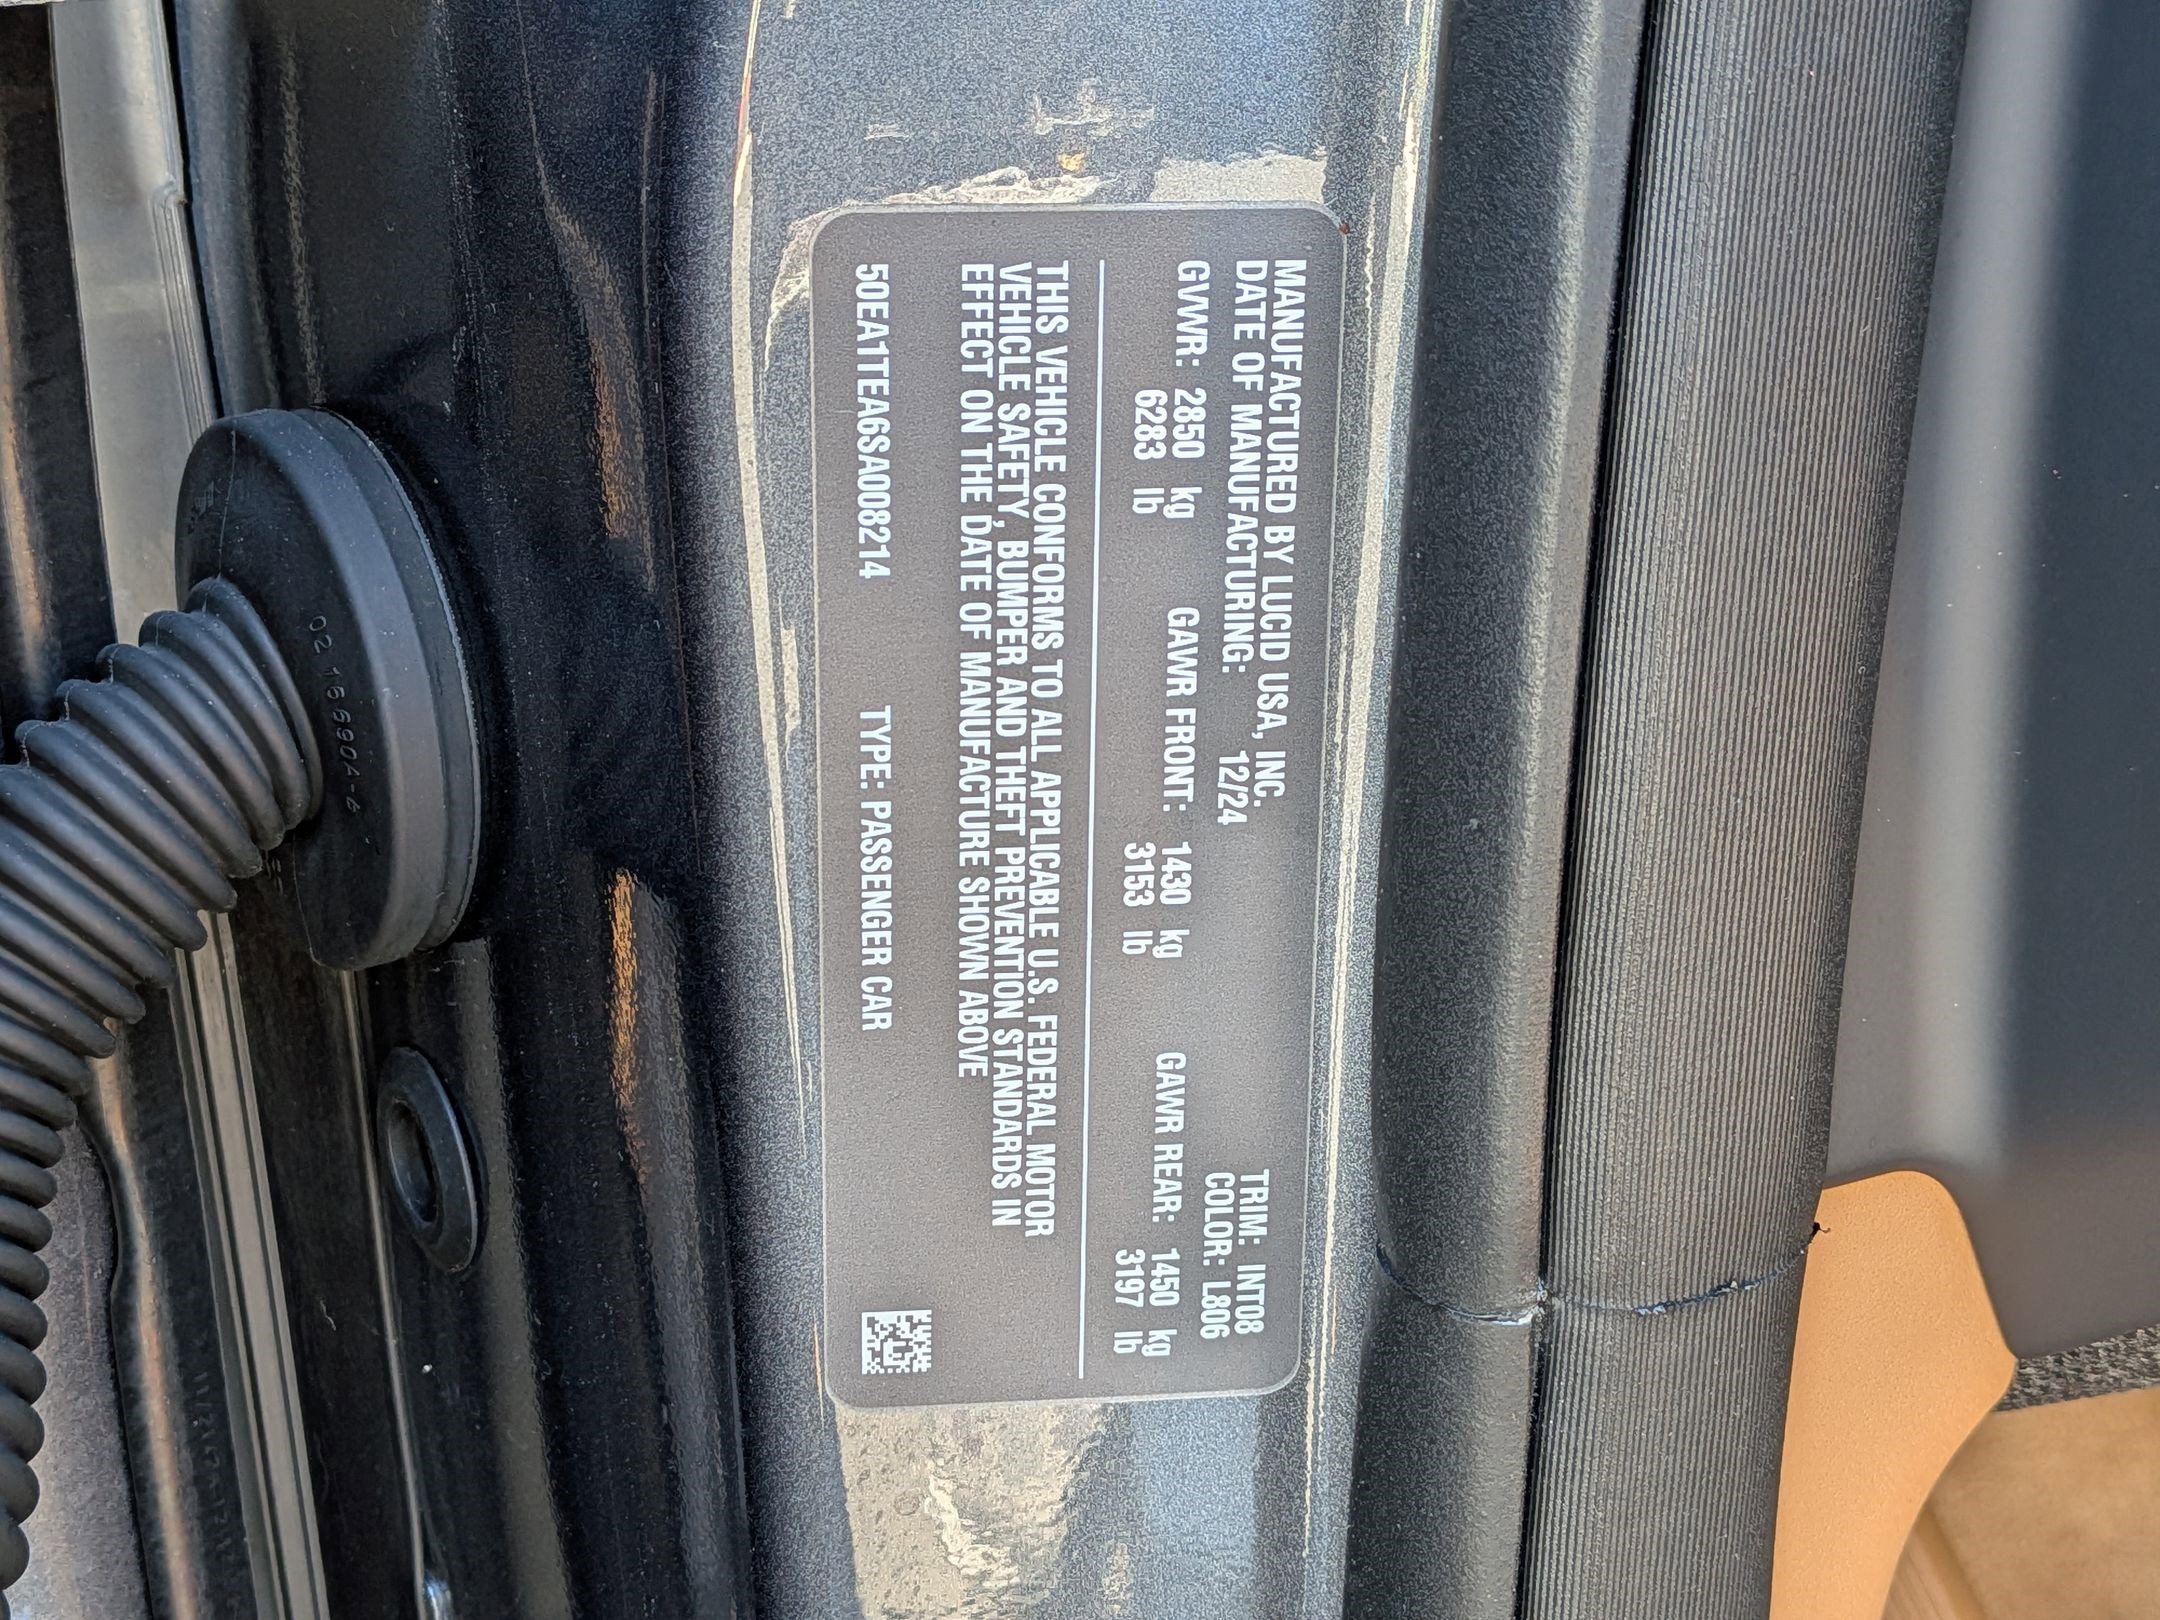 MANUFACTURED BY LUCID USA, INC.
DATE OF MANUFACTURING: 12/24
TRIM: INT08
COLOR: L806
GVWR: 2850 kg GAWR FRONT: 1430 kg GAWR REAR: 1450 kg
6283 lb 3153 lb 3197 lb
THIS VEHICLE CONFORMS TO ALL APPLICABLE U.S. FEDERAL MOTOR
VEHICLE SAFETY, BUMPER AND THEFT PREVENTION STANDARDS IN
EFFECT ON THE DATE OF MANUFACTURE SHOWN ABOVE
50EA1TEA6SA008214 TYPE: PASSENGER CAR
02 156904-6